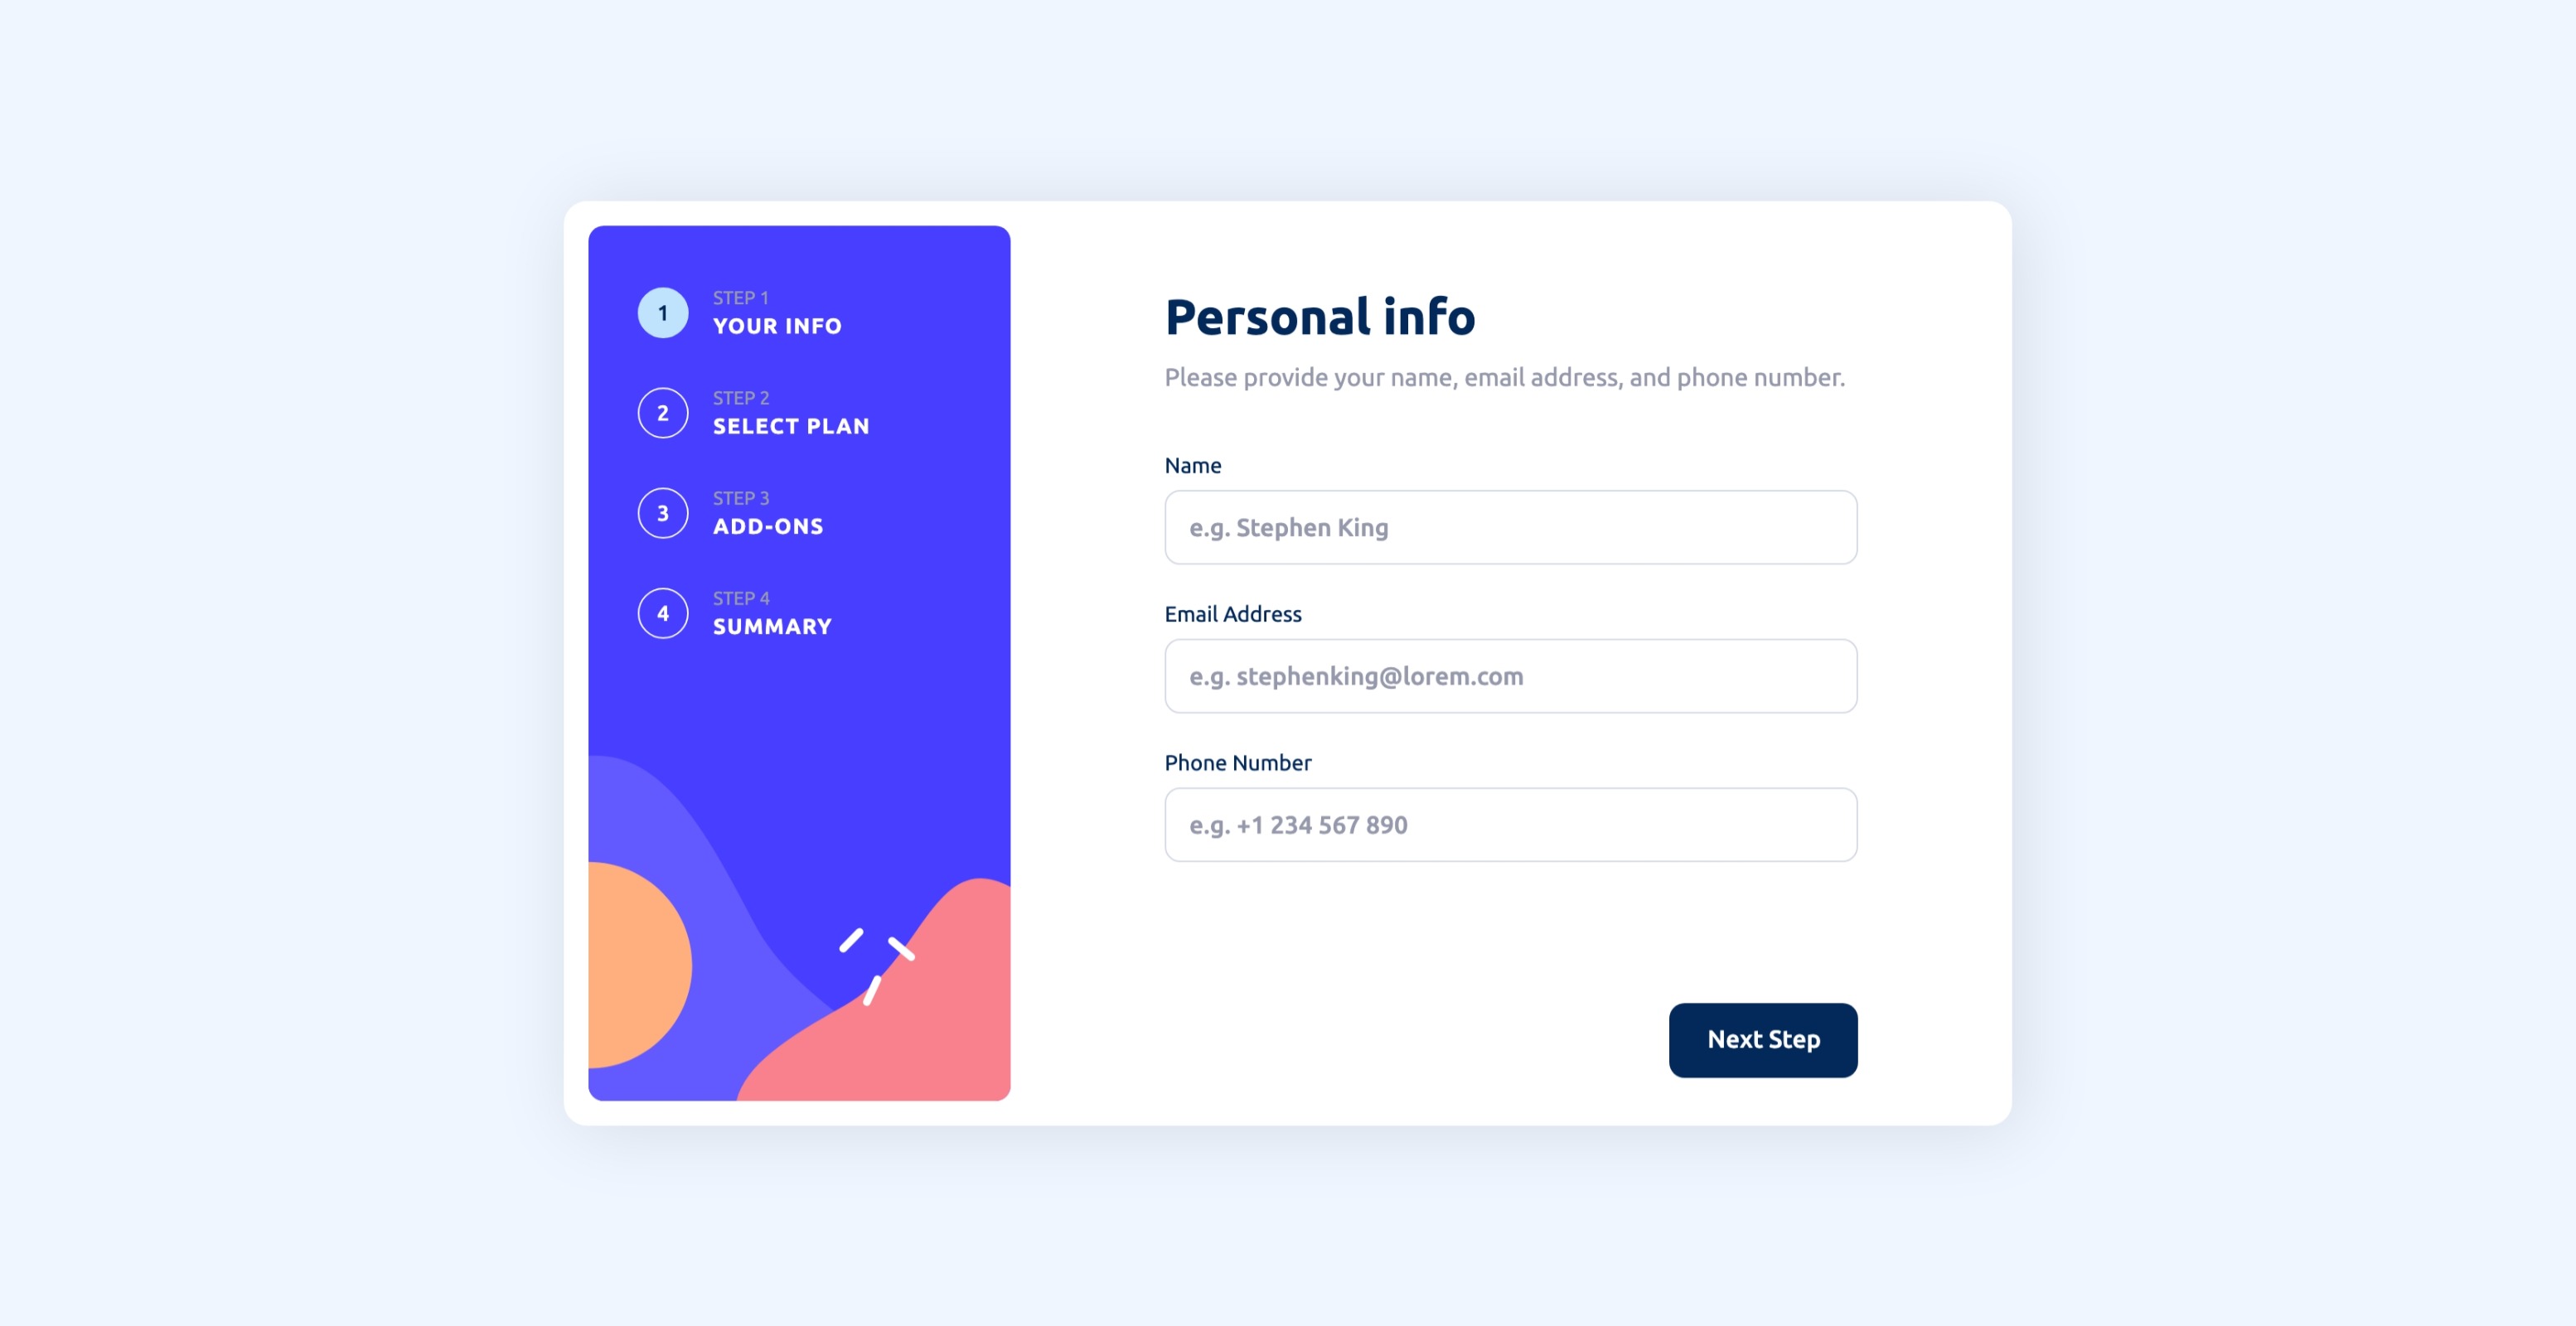 1
STEP 1
YOUR INFO
2
STEP 2
SELECT PLAN
3
STEP 3
ADD-ONS
4
STEP 4
SUMMARY
Personal info
Please provide your name, email address, and phone number.
Name
e.g. Stephen King
Email Address
e.g. stephenking@lorem.com
Phone Number
e.g. +1 234 567 890
Next Step